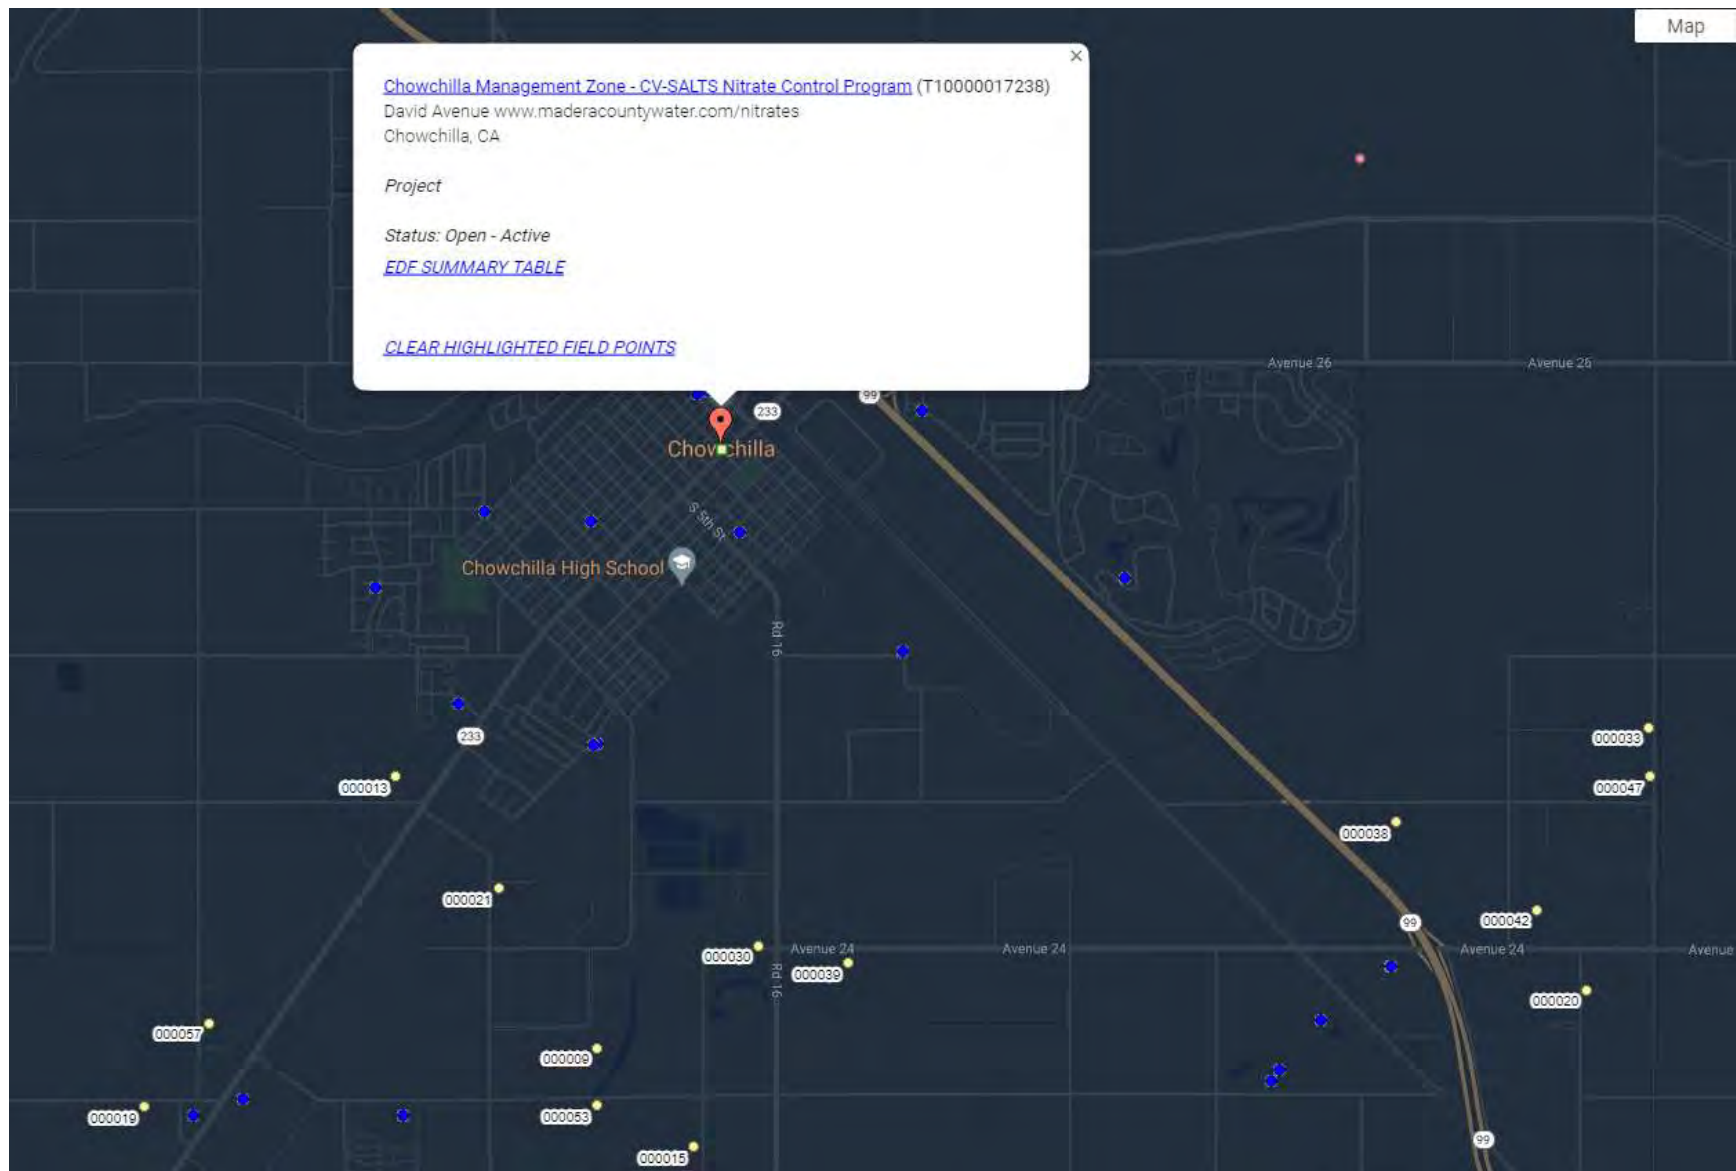 Map
×
Chowchilla Management Zone - CV-SALTS Nitrate Control Program (T10000017238)
David Avenue www.maderacountywater.com/nitrates
Chowchilla, CA
Project
Status: Open - Active
EDF SUMMARY TABLE
CLEAR HIGHLIGHTED FIELD POINTS
Avenue 26
Avenue 26
99
233
Chowchilla
S 5th St
Chowchilla High School
Rd 16
233
000033
000013
000047
000038
000021
000042
99
Avenue 24
Avenue 24
Avenue 24
Avenue
000030
000039
Rd 16
000020
000057
000009
000019
000053
99
000015